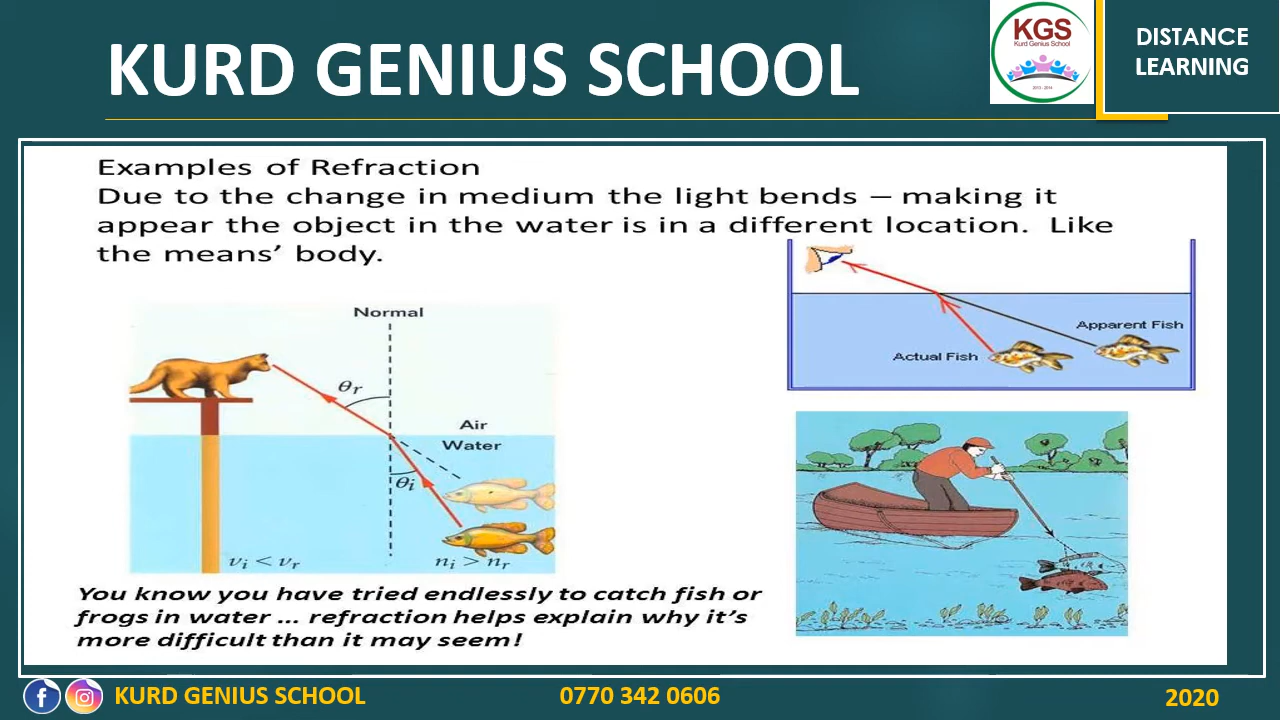 KURD GENIUS SCHOOL
KGS
Kurd Genius School
2013 - 2014
DISTANCE
LEARNING
Examples of Refraction
Due to the change in medium the light bends – making it
appear the object in the water is in a different location. Like
the means’ body.
Normal
θr
Air
Water
θi
υi < υr
ni > nr
Apparent Fish
Actual Fish
You know you have tried endlessly to catch fish or
frogs in water ... refraction helps explain why it’s
more difficult than it may seem!
KURD GENIUS SCHOOL
0770 342 0606
2020